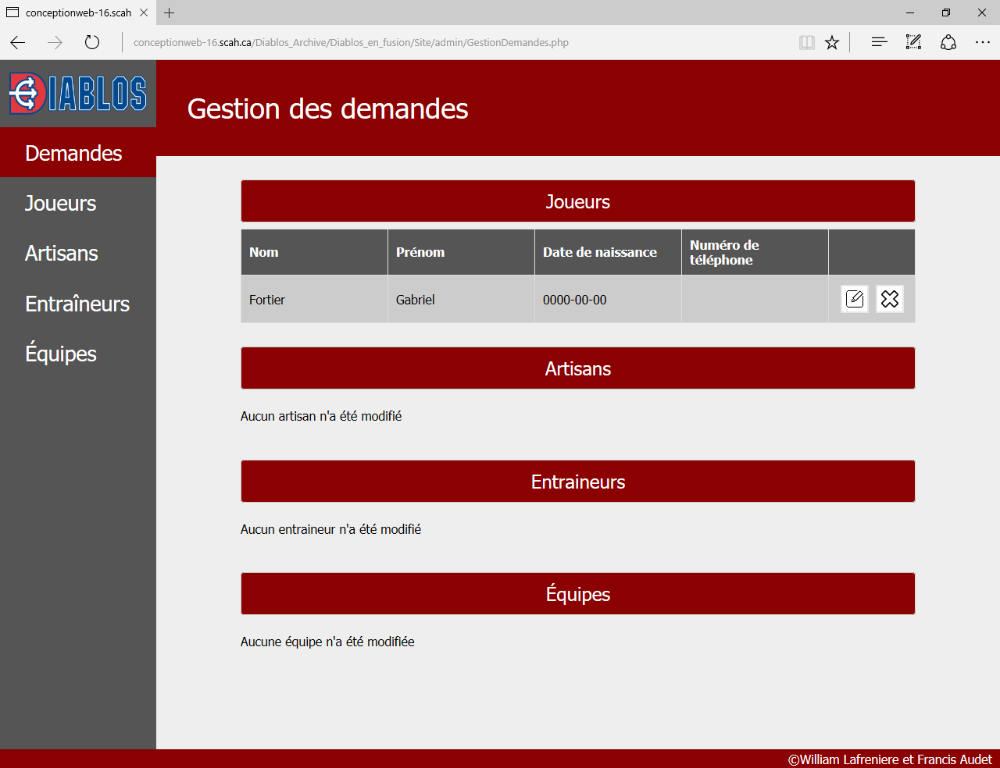 conceptionweb-16.scah
conceptionweb-16.scah.ca/Diablos_Archive/Diablos_en_fusion/Site/admin/GestionDemandes.php
DIABLOS
Gestion des demandes
Demandes
Joueurs
Artisans
Entraîneurs
Équipes
Joueurs
Nom Prénom Date de naissance Numéro de
téléphone
Fortier Gabriel 0000-00-00
Artisans
Aucun artisan n'a été modifié
Entraineurs
Aucun entraineur n'a été modifié
Équipes
Aucune équipe n'a été modifiée
©William Lafreniere et Francis Audet